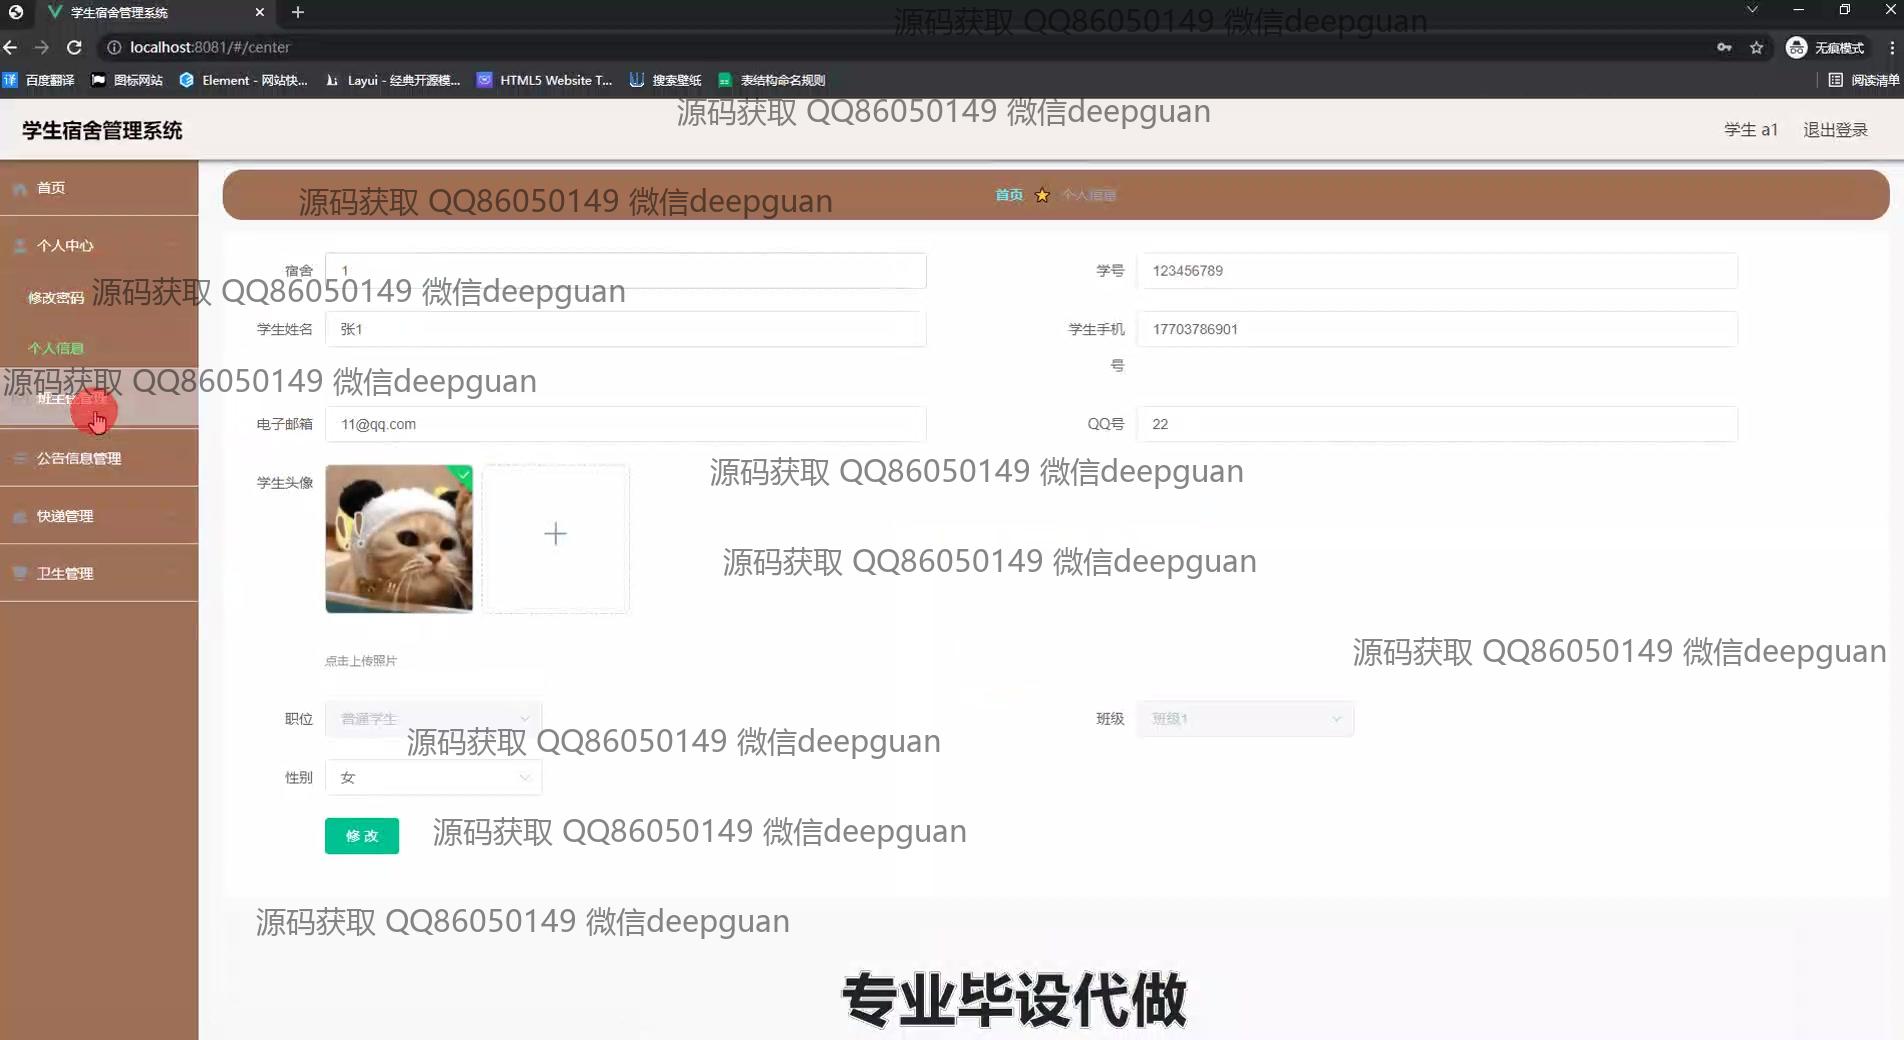 学生宿舍管理系统
源码获取 QQ86050149 微信deepguan
localhost:8081/#/center
无痕模式
百度翻译 图标网站 Element - 网站快... Layui - 经典开源模... HTML5 Website T... 搜索壁纸 表结构命名规则 阅读清单
源码获取 QQ86050149 微信deepguan
学生宿舍管理系统 学生 a1 退出登录
首页
源码获取 QQ86050149 微信deepguan
首页 个人信息
个人中心
宿舍 1 学号 123456789
修改密码
源码获取 QQ86050149 微信deepguan
学生姓名 张1 学生手机号 17703786901
个人信息
源码获取 QQ86050149 微信deepguan
班主任管理
电子邮箱 11@qq.com QQ号 22
公告信息管理
源码获取 QQ86050149 微信deepguan
学生头像
快递管理
源码获取 QQ86050149 微信deepguan
卫生管理
源码获取 QQ86050149 微信deepguan
点击上传照片
职位 普通学生 班级 班级1
源码获取 QQ86050149 微信deepguan
性别 女
修改
源码获取 QQ86050149 微信deepguan
源码获取 QQ86050149 微信deepguan
专业毕设代做